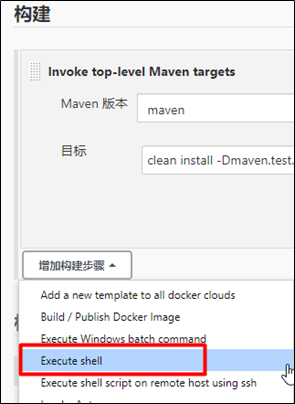 构建
Invoke top-level Maven targets
Maven 版本
maven
目标
clean install -Dmaven.test.
增加构建步骤
Add a new template to all docker clouds
Build / Publish Docker Image
Execute Windows batch command
Execute shell
Execute shell script on remote host using ssh